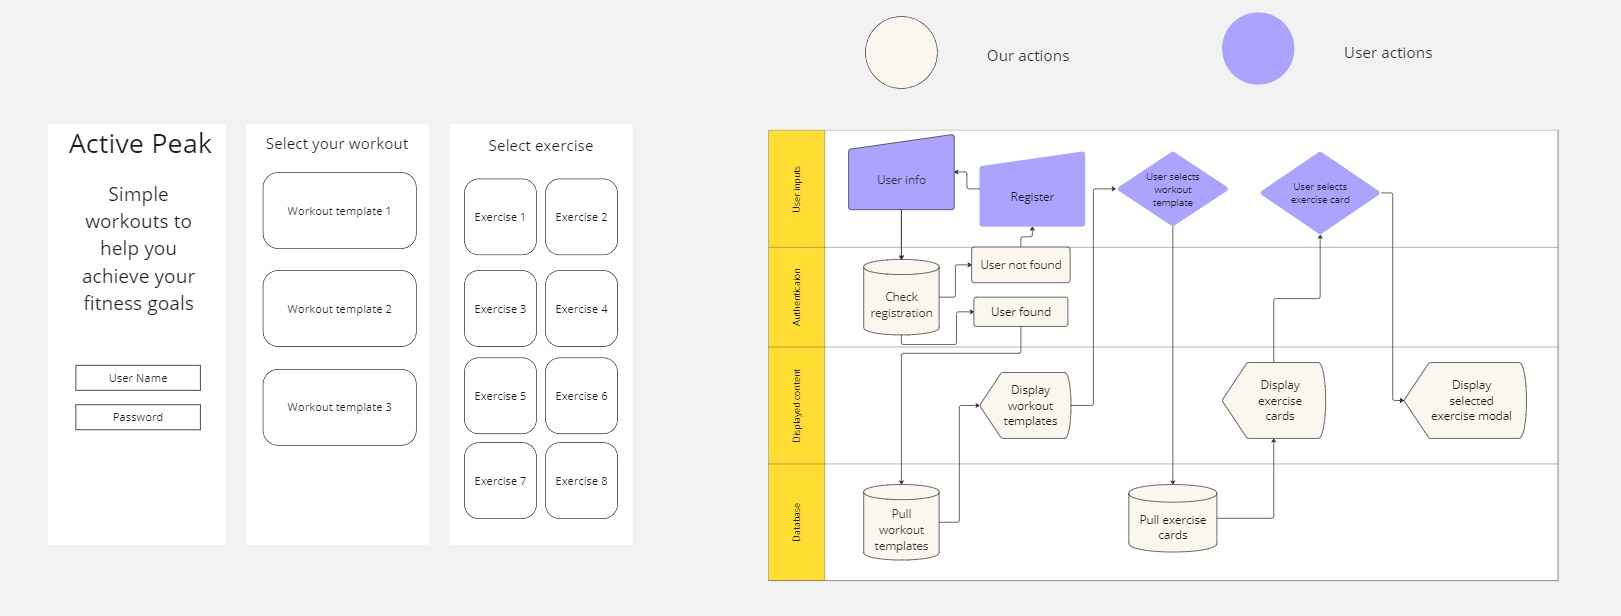 Our actions
User actions
Active Peak
Simple
workouts to
help you
achieve your
fitness goals
User Name
Password
Select your workout
Workout template 1
Workout template 2
Workout template 3
Select exercise
Exercise 1
Exercise 2
Exercise 3
Exercise 4
Exercise 5
Exercise 6
Exercise 7
Exercise 8
User inputs
User info
Register
User selects
workout
template
User selects
exercise card
Authenticaion
Check
registration
User not found
User found
Displayed content
Display
workout
templates
Display
exercise
cards
Display
selected
exercise modal
Database
Pull
workout
templates
Pull exercise
cards